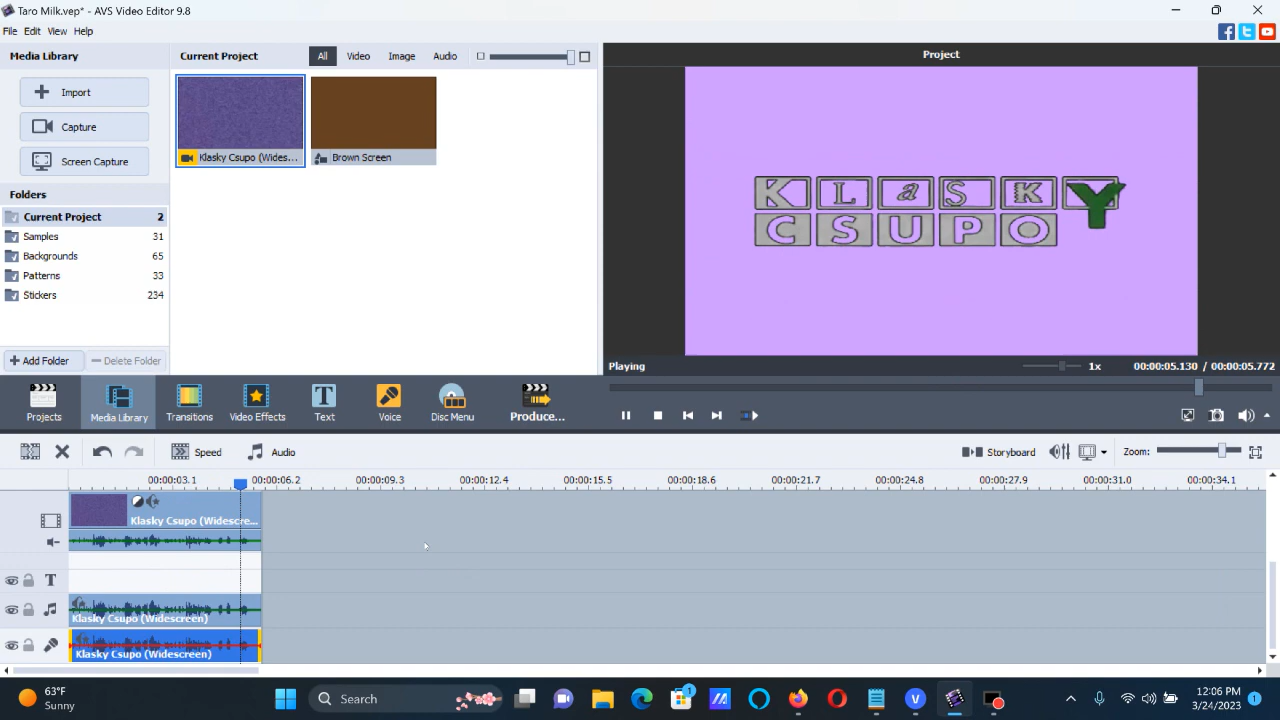 Taro Milk.vep* - AVS Video Editor 9.8
File Edit View Help
Media Library
Current Project
All Video Image Audio
Project
Import
Capture
Screen Capture
Klasky Csupo (Wides...
Brown Screen
KLaSKY
CSUPO
Folders
Current Project 2
Samples 31
Backgrounds 65
Patterns 33
Stickers 234
Add Folder
Delete Folder
Playing
1x
00:00:05.130 / 00:00:05.772
Projects
Media Library
Transitions
Video Effects
Text
Voice
Disc Menu
Produce...
Speed
Audio
Storyboard
Zoom:
00:00:03.1 00:00:06.2 00:00:09.3 00:00:12.4 00:00:15.5 00:00:18.6 00:00:21.7 00:00:24.8 00:00:27.9 00:00:31.0 00:00:34.1
Klasky Csupo (Widescre...
T
Klasky Csupo (Widescreen)
Klasky Csupo (Widescreen)
63°F
Sunny
Search
1
12:06 PM
3/24/2023
1